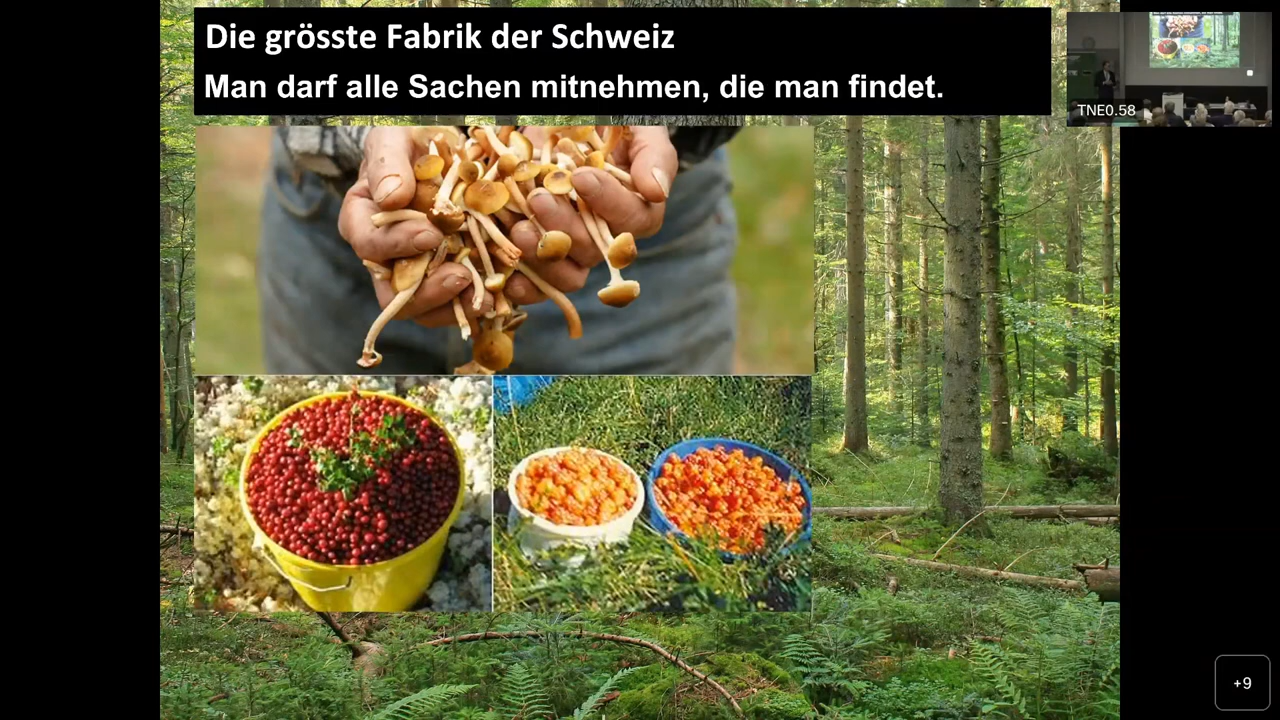 Die grösste Fabrik der Schweiz
Man darf alle Sachen mitnehmen, die man findet.
TNE0.58
+9